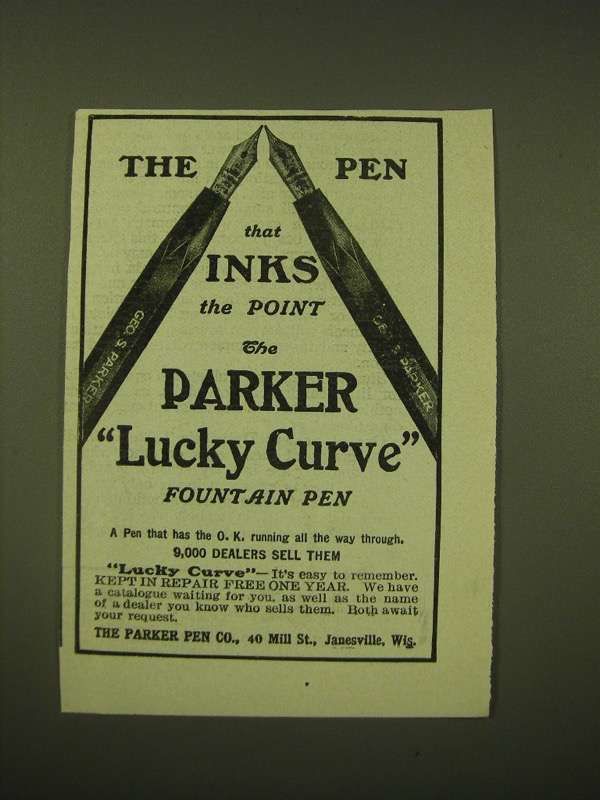 THE PEN
that
INKS
the POINT
The
PARKER
"Lucky Curve"
FOUNTAIN PEN
GEO. S. PARKER
GEO. S. PARKER
A Pen that has the O. K. running all the way through.
9,000 DEALERS SELL THEM
"Lucky Curve"—It's easy to remember.
KEPT IN REPAIR FREE ONE YEAR. We have
a catalogue waiting for you, as well as the name
of a dealer you know who sells them. Both await
your request.
THE PARKER PEN CO., 40 Mill St., Janesville, Wis.